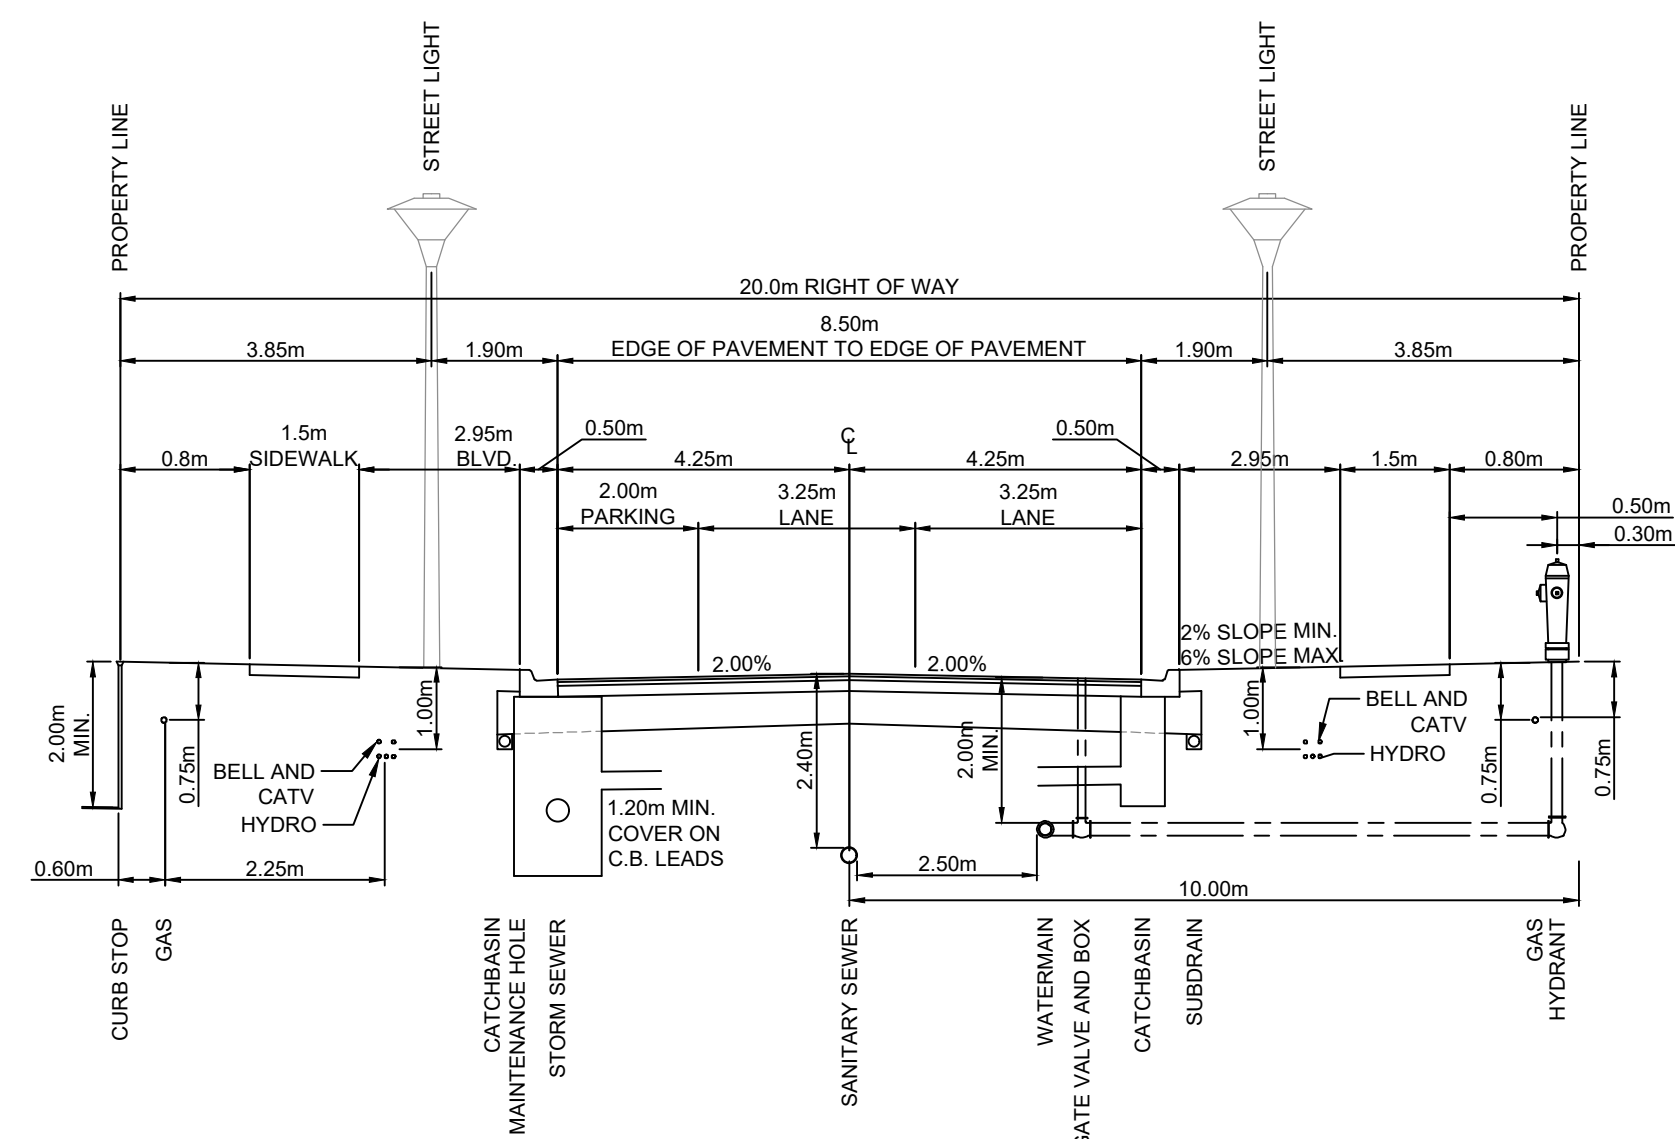 STREET LIGHT
STREET LIGHT
PROPERTY LINE
PROPERTY LINE
20.0m RIGHT OF WAY
8.50m
3.85m
1.90m
EDGE OF PAVEMENT TO EDGE OF PAVEMENT
1.90m
3.85m
0.8m
1.5m
SIDEWALK
2.95m
BLVD.
0.50m
4.25m
CL
4.25m
0.50m
2.95m
1.5m
0.80m
2.00m
PARKING
3.25m
LANE
3.25m
LANE
0.50m
0.30m
2% SLOPE MIN.
6% SLOPE MAX
2.00%
2.00%
2.00m
MIN.
0.75m
1.00m
BELL AND
CATV
HYDRO
1.20m MIN.
COVER ON
C.B. LEADS
2.40m
2.00m
MIN.
1.00m
BELL AND
CATV
HYDRO
0.75m
0.75m
0.60m
2.25m
2.50m
10.00m
CURB STOP
GAS
CATCHBASIN
MAINTENANCE HOLE
STORM SEWER
SANITARY SEWER
WATERMAIN
GATE VALVE AND BOX
CATCHBASIN
SUBDRAIN
GAS
HYDRANT